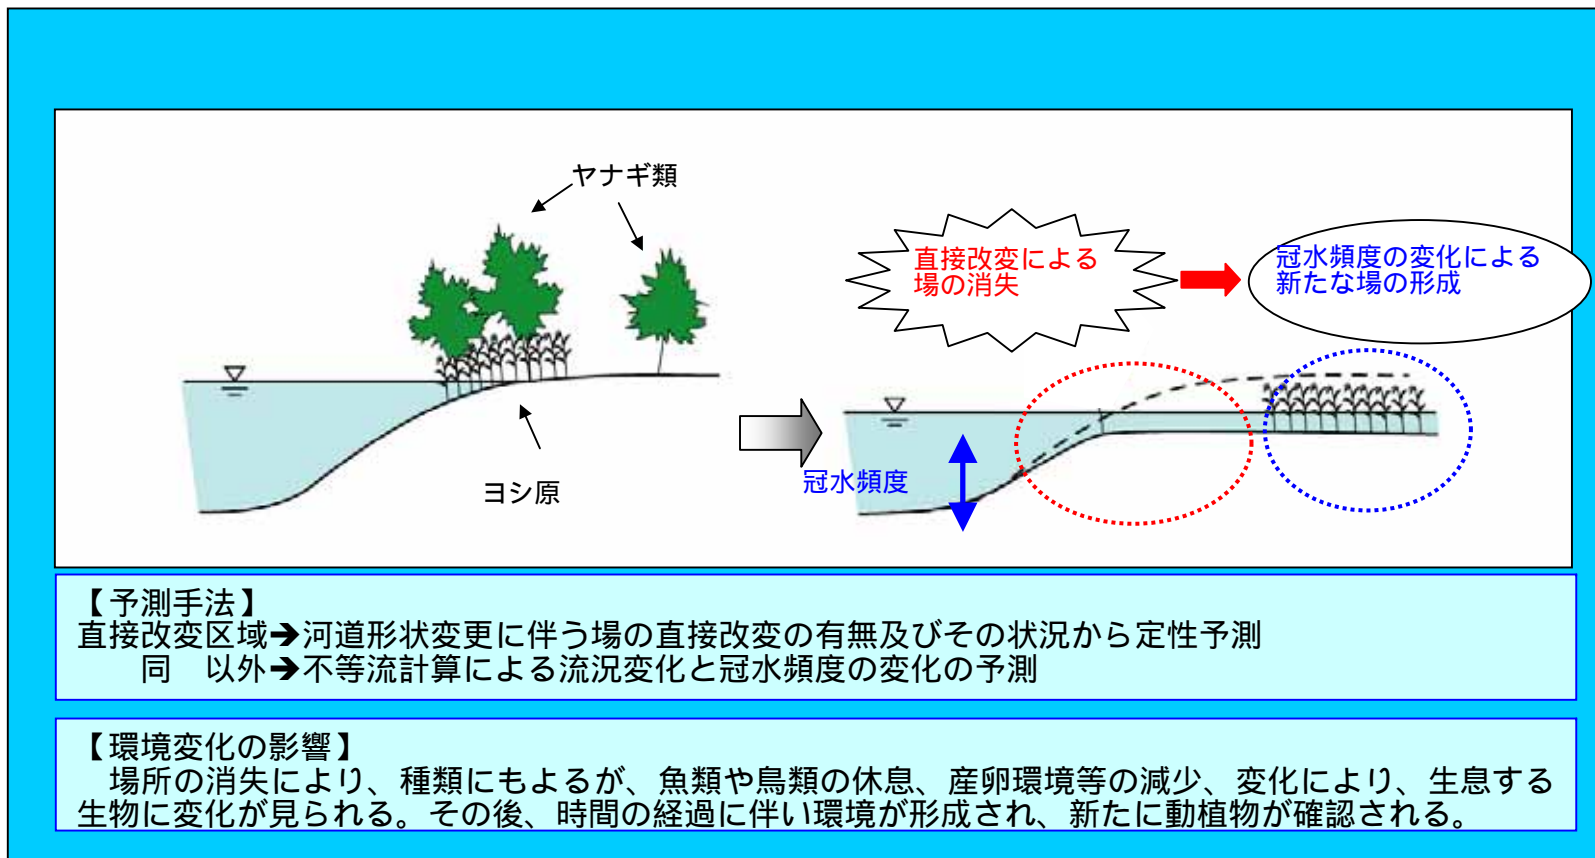 ヤナギ類
直接改変による
場の消失
冠水頻度の変化による
新たな場の形成
冠水頻度
ヨシ原
【予測手法】
直接改変区域➔河道形状変更に伴う場の直接改変の有無及びその状況から定性予測
同　以外➔不等流計算による流況変化と冠水頻度の変化の予測
【環境変化の影響】
場所の消失により、種類にもよるが、魚類や鳥類の休息、産卵環境等の減少、変化により、生息する
生物に変化が見られる。その後、時間の経過に伴い環境が形成され、新たに動植物が確認される。